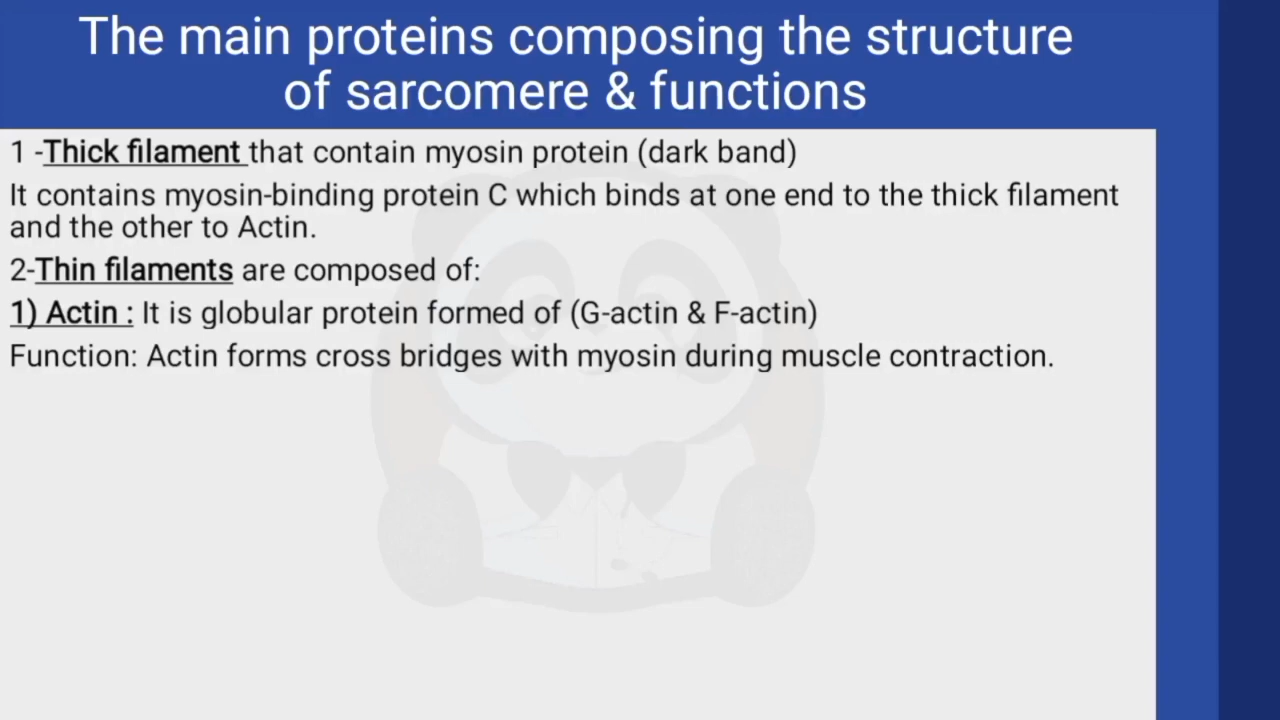 The main proteins composing the structure
of sarcomere & functions
1 -Thick filament that contain myosin protein (dark band)
It contains myosin-binding protein C which binds at one end to the thick filament
and the other to Actin.
2-Thin filaments are composed of:
1) Actin : It is globular protein formed of (G-actin & F-actin)
Function: Actin forms cross bridges with myosin during muscle contraction.